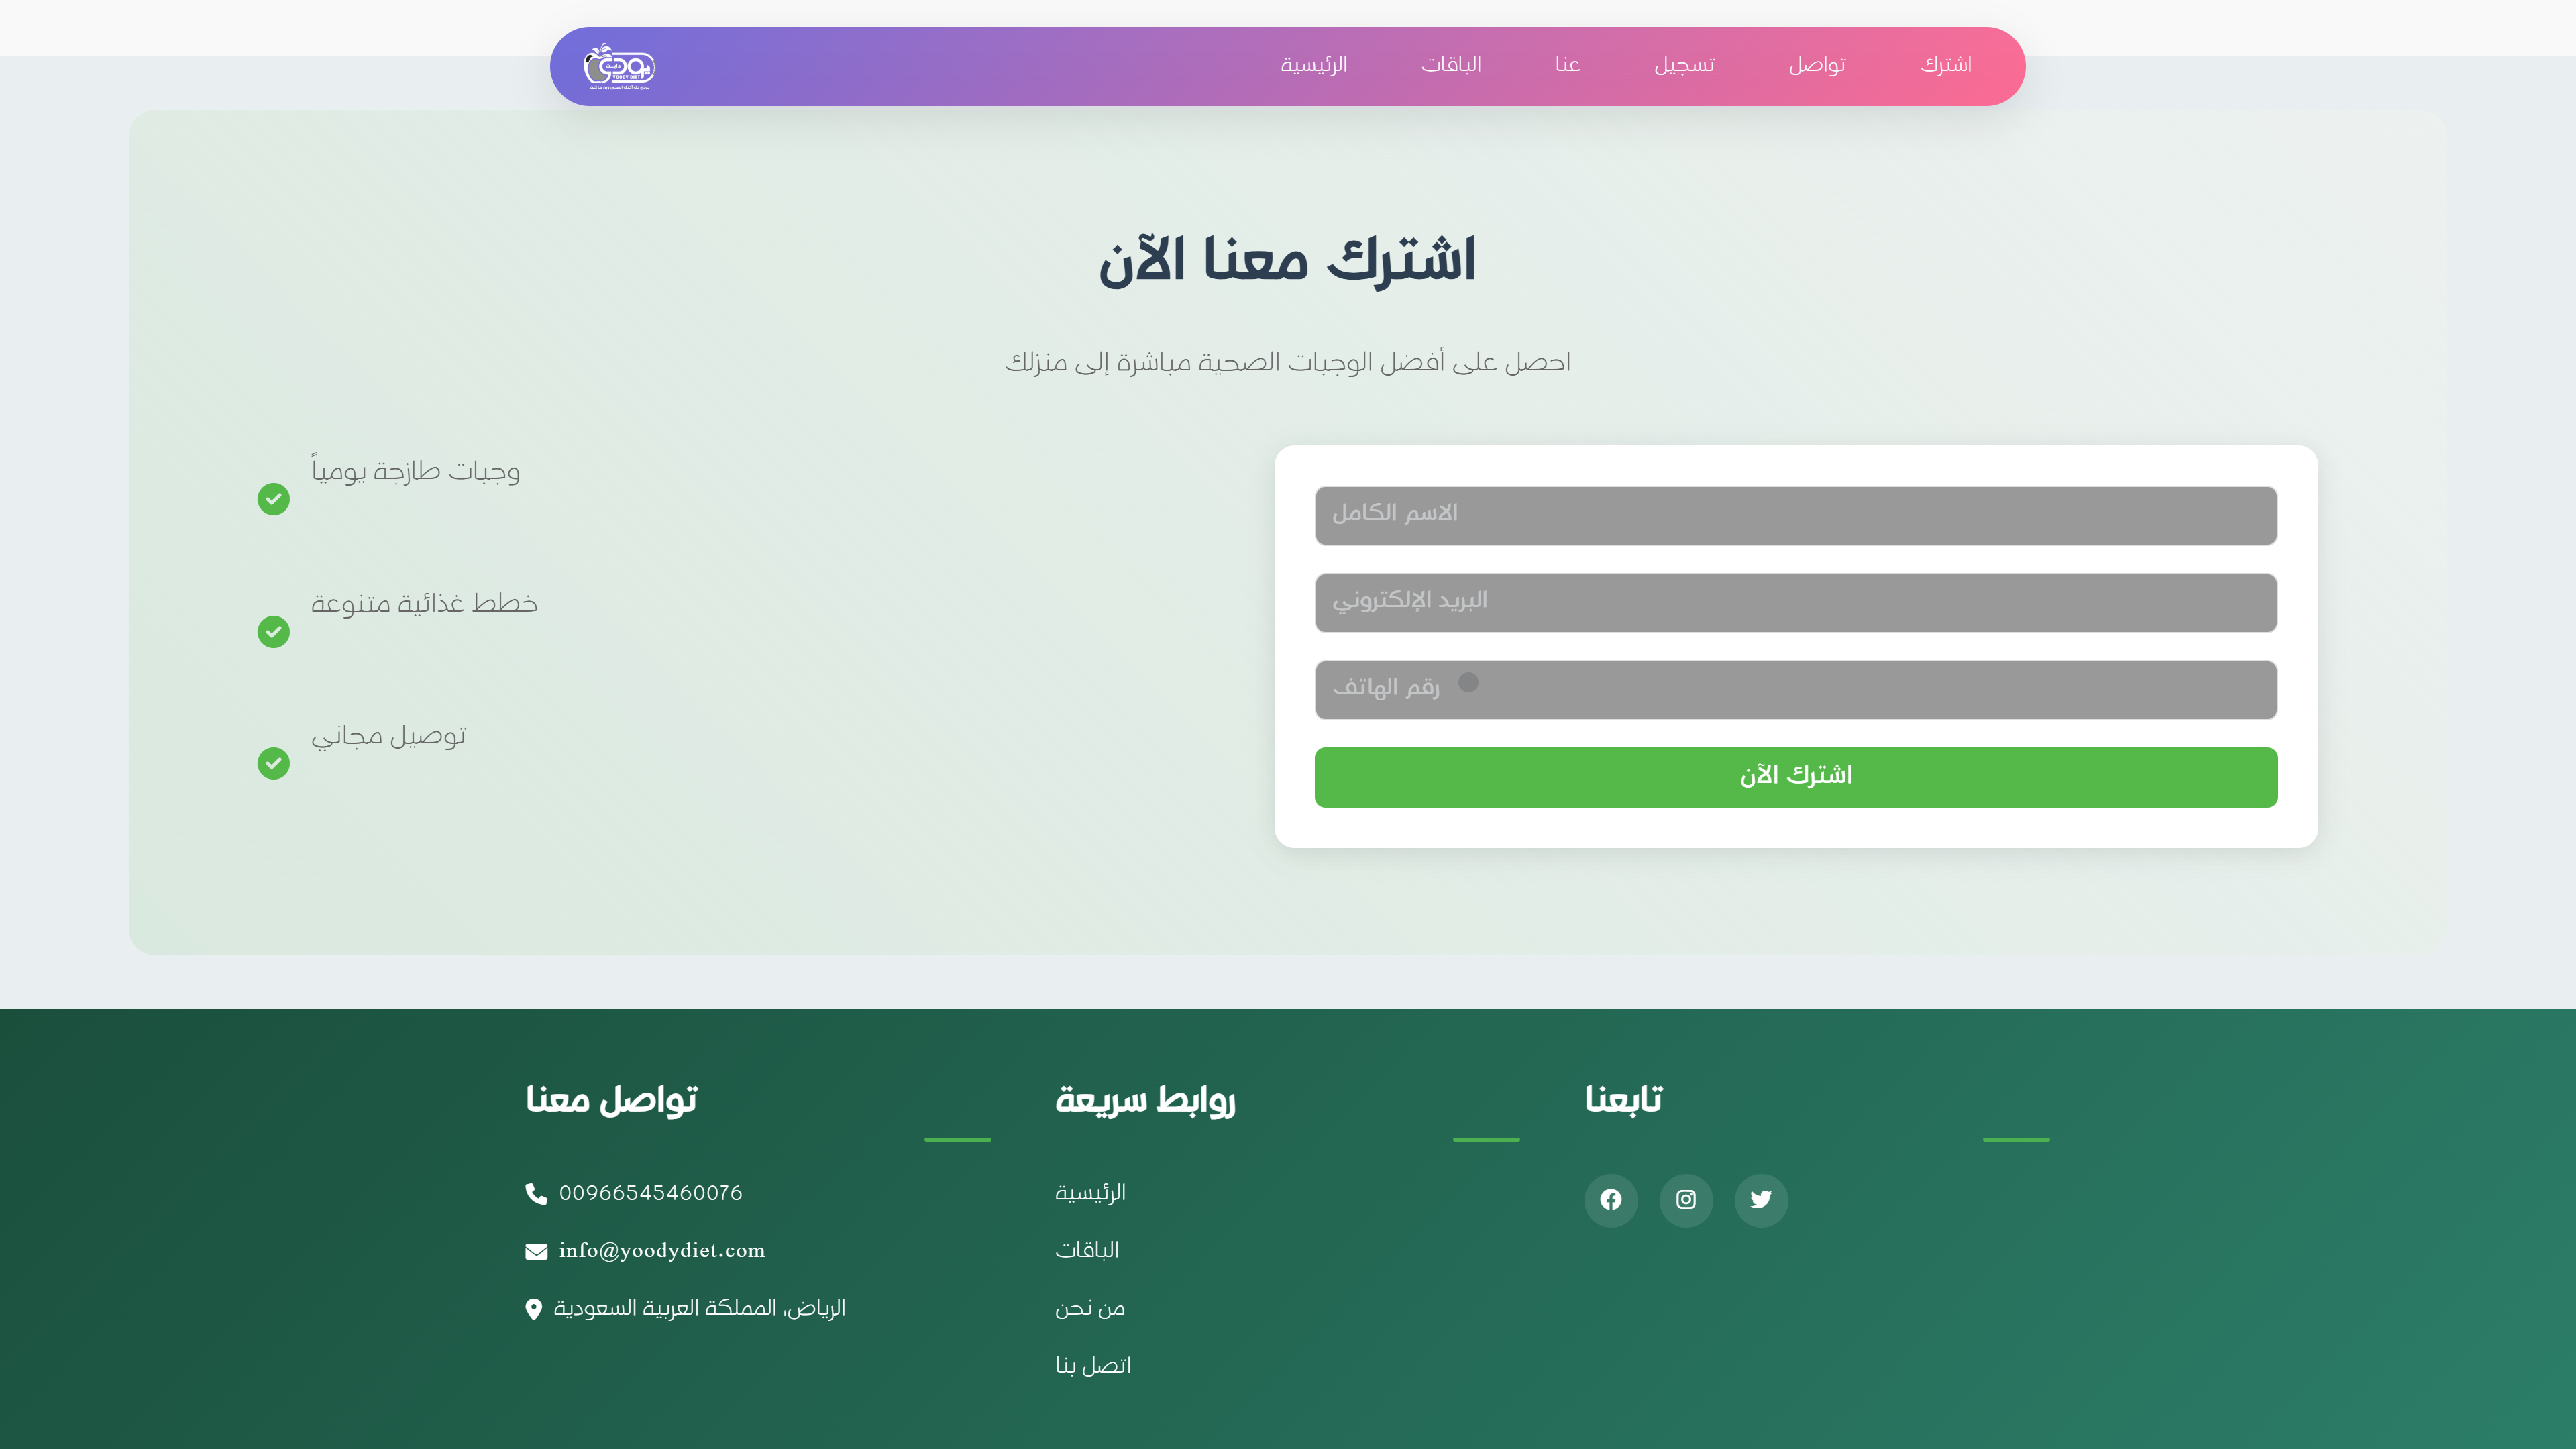 الرئيسية
الباقات
عنا
تسجيل
تواصل
اشترك
يودي
دايت
YOODY DIET
اشترك معنا الآن
احصل على أفضل الوجبات الصحية مباشرة إلى منزلك
وجبات طازجة يومياً
خطط غذائية متنوعة
توصيل مجاني
الاسم الكامل
البريد الإلكتروني
رقم الهاتف
اشترك الآن
تواصل معنا
00966545460076
info@yoodydiet.com
الرياض، المملكة العربية السعودية
روابط سريعة
الرئيسية
الباقات
من نحن
اتصل بنا
تابعنا